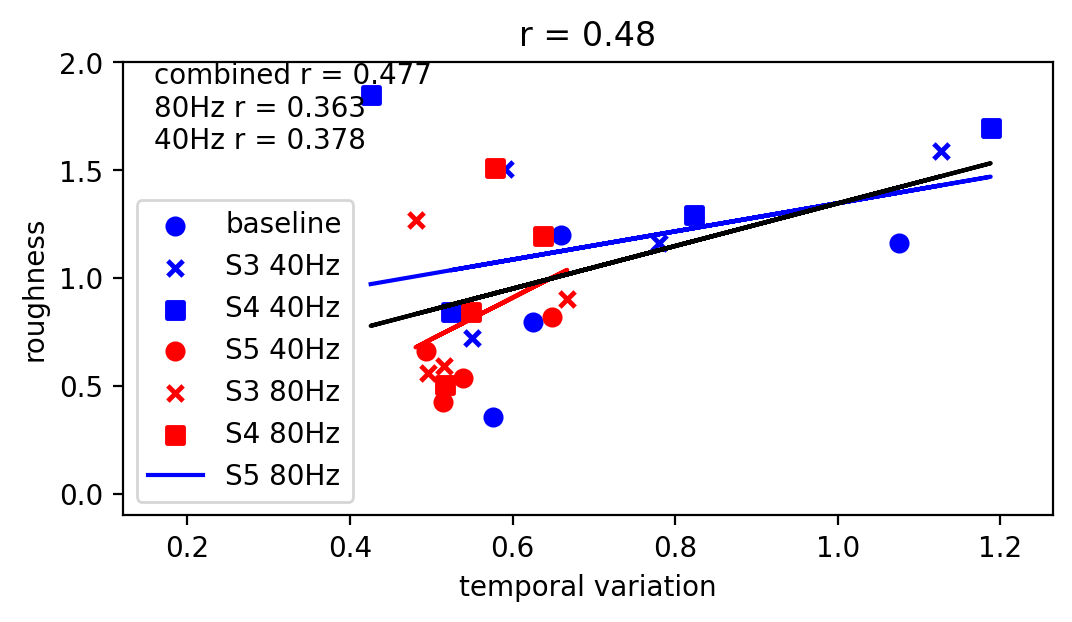 r = 0.48
combined r = 0.477
80Hz r = 0.363
40Hz r = 0.378
baseline
S3 40Hz
S4 40Hz
S5 40Hz
S3 80Hz
S4 80Hz
S5 80Hz
2.0
1.5
1.0
0.5
0.0
roughness
0.2 0.4 0.6 0.8 1.0 1.2
temporal variation